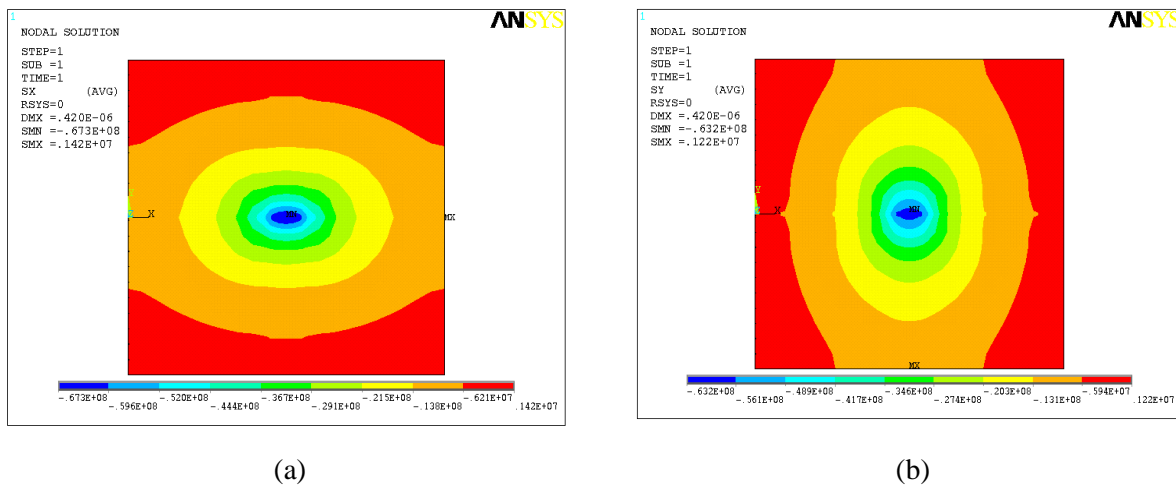 1
ANSYS
NODAL SOLUTION
STEP=1
SUB =1
TIME=1
SX (AVG)
RSYS=0
DMX =.420E-06
SMN =-.673E+08
SMX =.142E+07
X
MX
-.673E+08 -.520E+08 -.367E+08 -.215E+08 -.621E+07
-.596E+08 -.444E+08 -.291E+08 -.138E+08 .142E+07
(a)
1
ANSYS
NODAL SOLUTION
STEP=1
SUB =1
TIME=1
SY (AVG)
RSYS=0
DMX =.420E-06
SMN =-.632E+08
SMX =.122E+07
Y
X
MX
-.632E+08 -.489E+08 -.346E+08 -.203E+08 -.594E+07
-.561E+08 -.417E+08 -.274E+08 -.131E+08 .122E+07
(b)